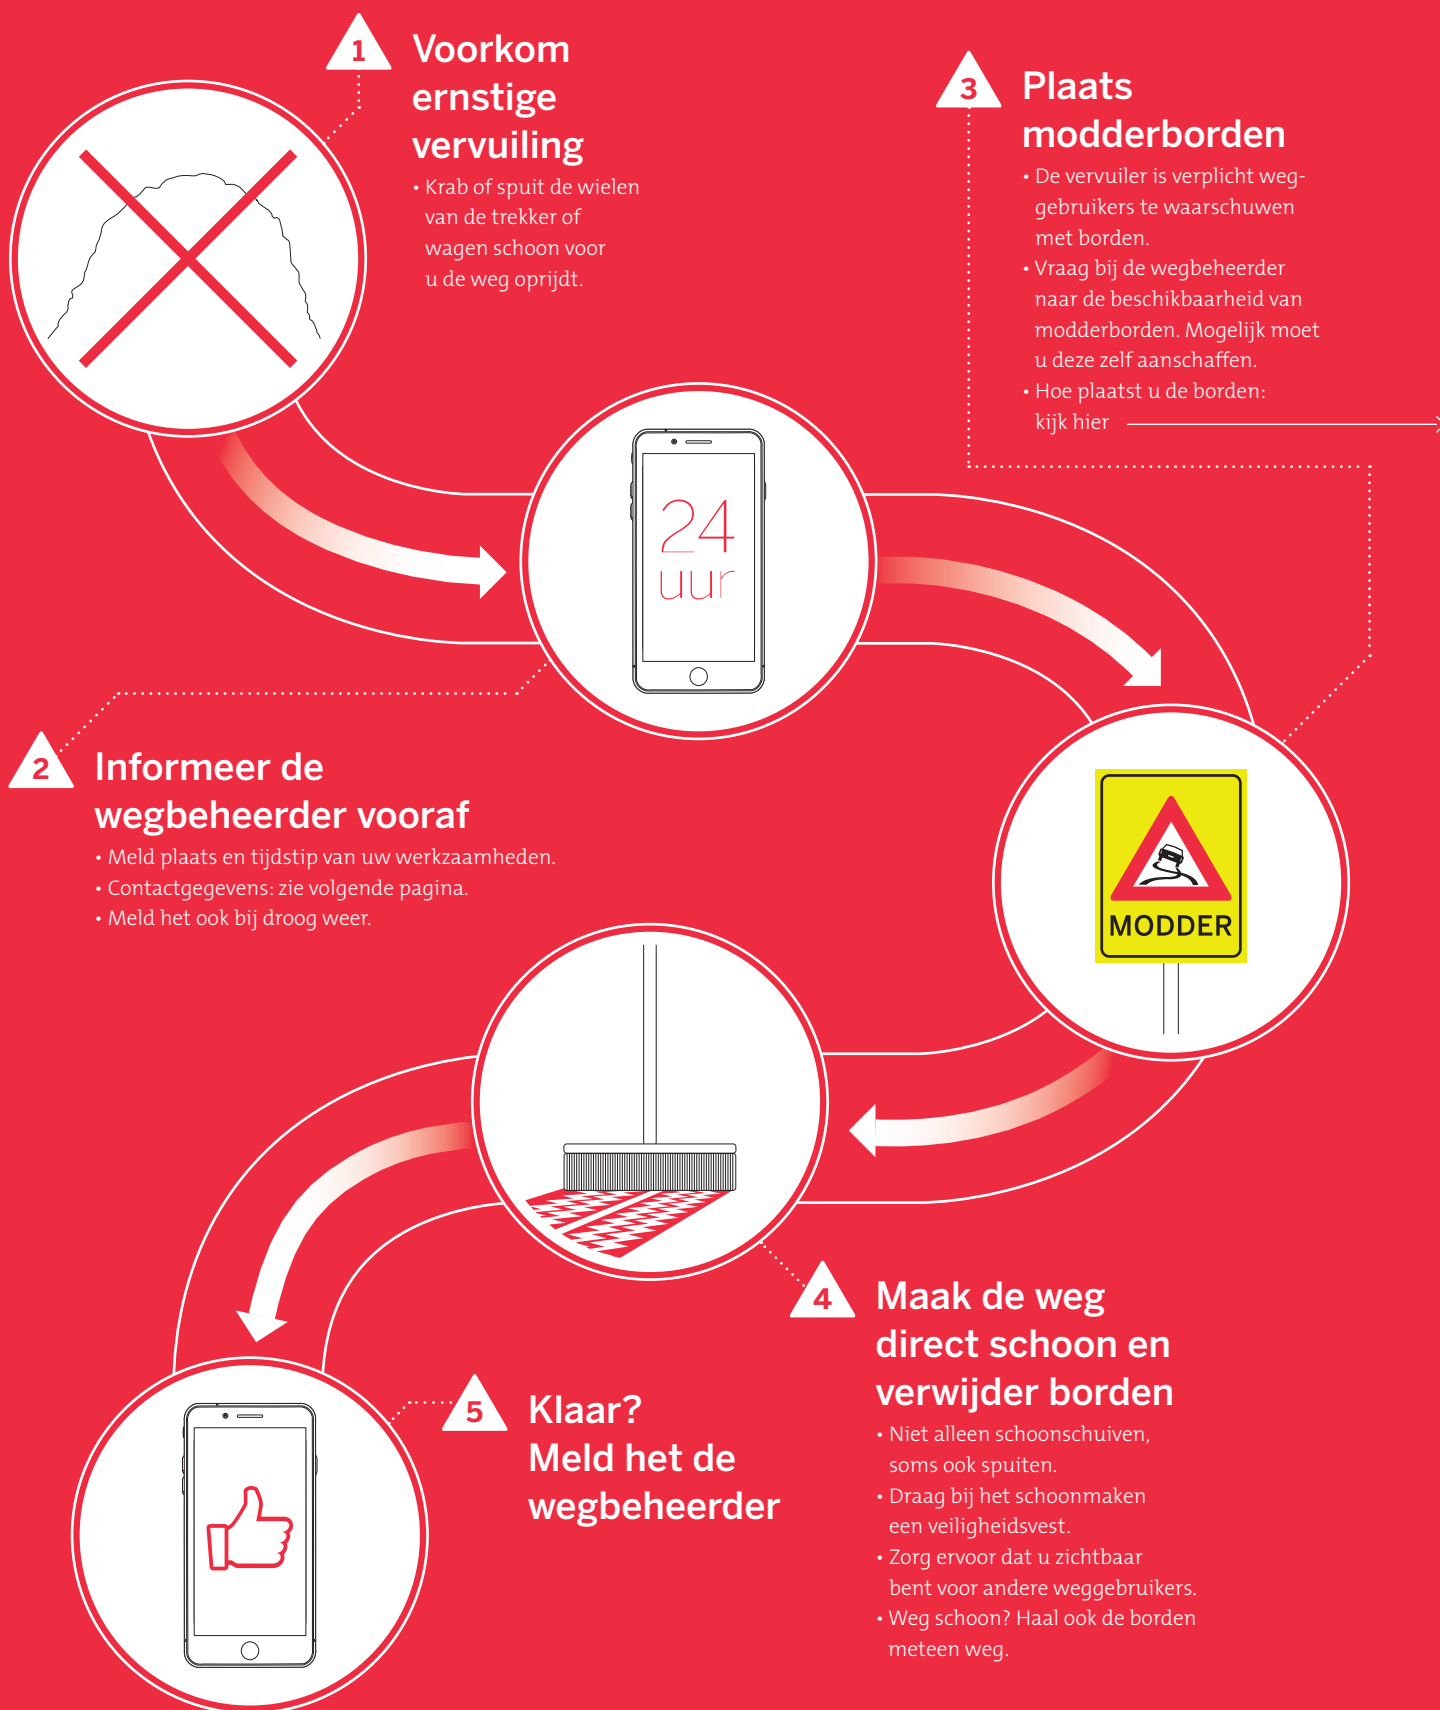 1
Voorkom
ernstige
vervuiling
• Krab of spuit de wielen
van de trekker of
wagen schoon voor
u de weg oprijdt.
24
uur
2
Informeer de
wegbeheerder vooraf
• Meld plaats en tijdstip van uw werkzaamheden.
• Contactgegevens: zie volgende pagina.
• Meld het ook bij droog weer.
3
Plaats
modderborden
• De vervuiler is verplicht weg-
gebruikers te waarschuwen
met borden.
• Vraag bij de wegbeheerder
naar de beschikbaarheid van
modderborden. Mogelijk moet
u deze zelf aanschaffen.
• Hoe plaatst u de borden:
kijk hier
MODDER
4
Maak de weg
direct schoon en
verwijder borden
• Niet alleen schoonschuiven,
soms ook spuiten.
• Draag bij het schoonmaken
een veiligheidsvest.
• Zorg ervoor dat u zichtbaar
bent voor andere weggebruikers.
• Weg schoon? Haal ook de borden
meteen weg.
5
Klaar?
Meld het de
wegbeheerder